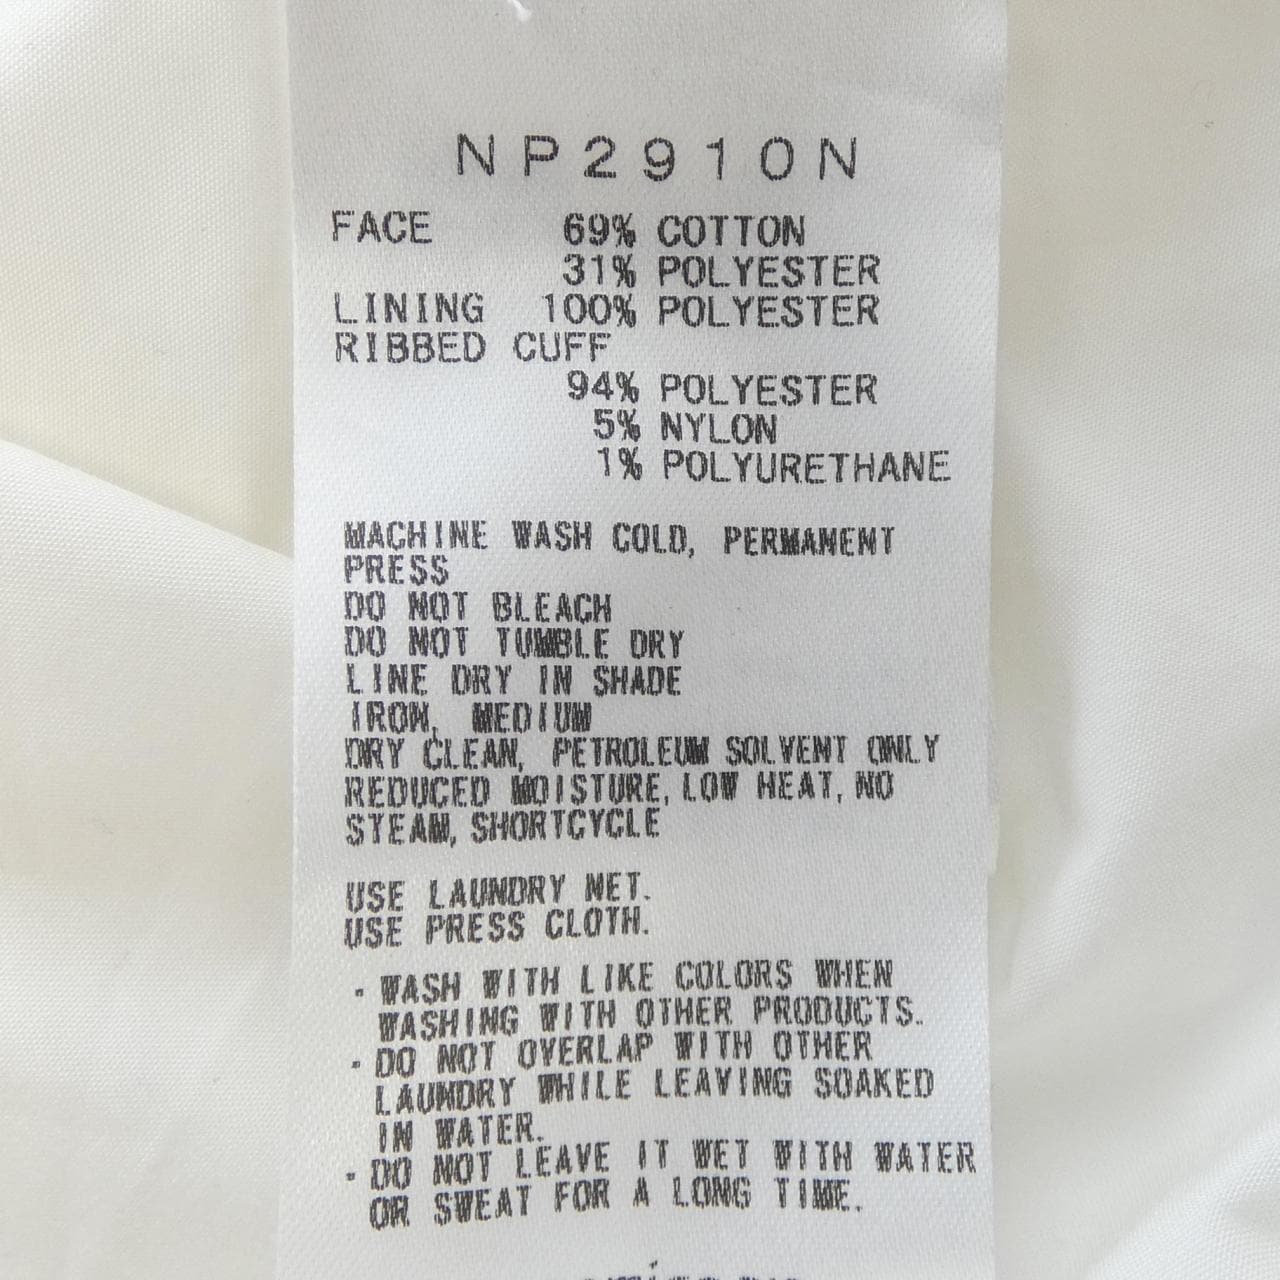 NP2910N
FACE 69% COTTON
31% POLYESTER
LINING 100% POLYESTER
RIBBED CUFF
94% POLYESTER
5% NYLON
1% POLYURETHANE
MACHINE WASH COLD, PERMANENT
PRESS
DO NOT BLEACH
DO NOT TUMBLE DRY
LINE DRY IN SHADE
IRON, MEDIUM
DRY CLEAN, PETROLEUM SOLVENT ONLY
REDUCED MOISTURE, LOW HEAT, NO
STEAM, SHORTCYCLE
USE LAUNDRY NET.
USE PRESS CLOTH.
・WASH WITH LIKE COLORS WHEN
WASHING WITH OTHER PRODUCTS.
・DO NOT OVERLAP WITH OTHER
LAUNDRY WHILE LEAVING SOAKED
IN WATER.
・DO NOT LEAVE IT WET WITH WATER
OR SWEAT FOR A LONG TIME.